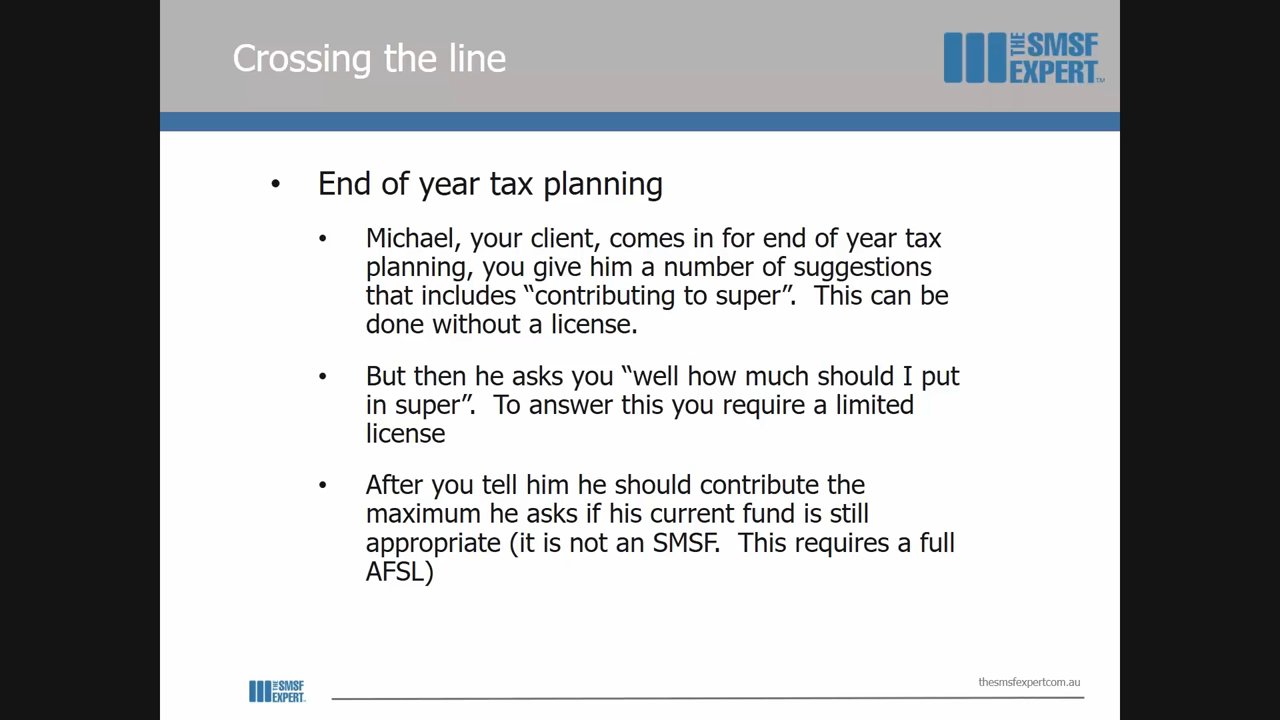 Crossing the line
THE SMSF EXPERT™
• End of year tax planning
• Michael, your client, comes in for end of year tax
planning, you give him a number of suggestions
that includes “contributing to super”.  This can be
done without a license.
• But then he asks you “well how much should I put
in super”.  To answer this you require a limited
license
• After you tell him he should contribute the
maximum he asks if his current fund is still
appropriate (it is not an SMSF.  This requires a full
AFSL)
THE SMSF EXPERT
thesmsfexpertcom.au